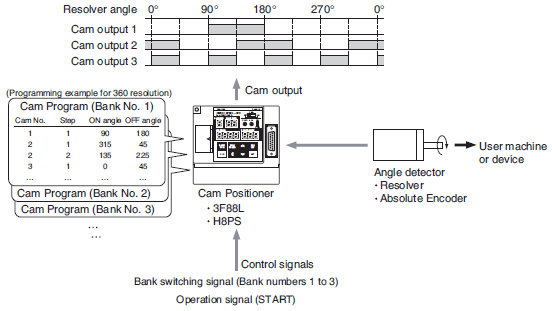 Resolver angle 0° 90° 180° 270° 0°
Cam output 1
Cam output 2
Cam output 3
Cam output
(Programming example for 360 resolution)
Cam Program (Bank No. 1)
Cam No. Step ON angle OFF angle
1 1 90 180
2 1 315 45
2 2 135 225
3 1 0 45
... ... ... ...
Cam Program (Bank No. 2)
Cam Program (Bank No. 3)
...
...
Cam Positioner
· 3F88L
· H8PS
User machine
or device
Angle detector
· Resolver
· Absolute Encoder
Control signals
Bank switching signal (Bank numbers 1 to 3)
Operation signal (START)